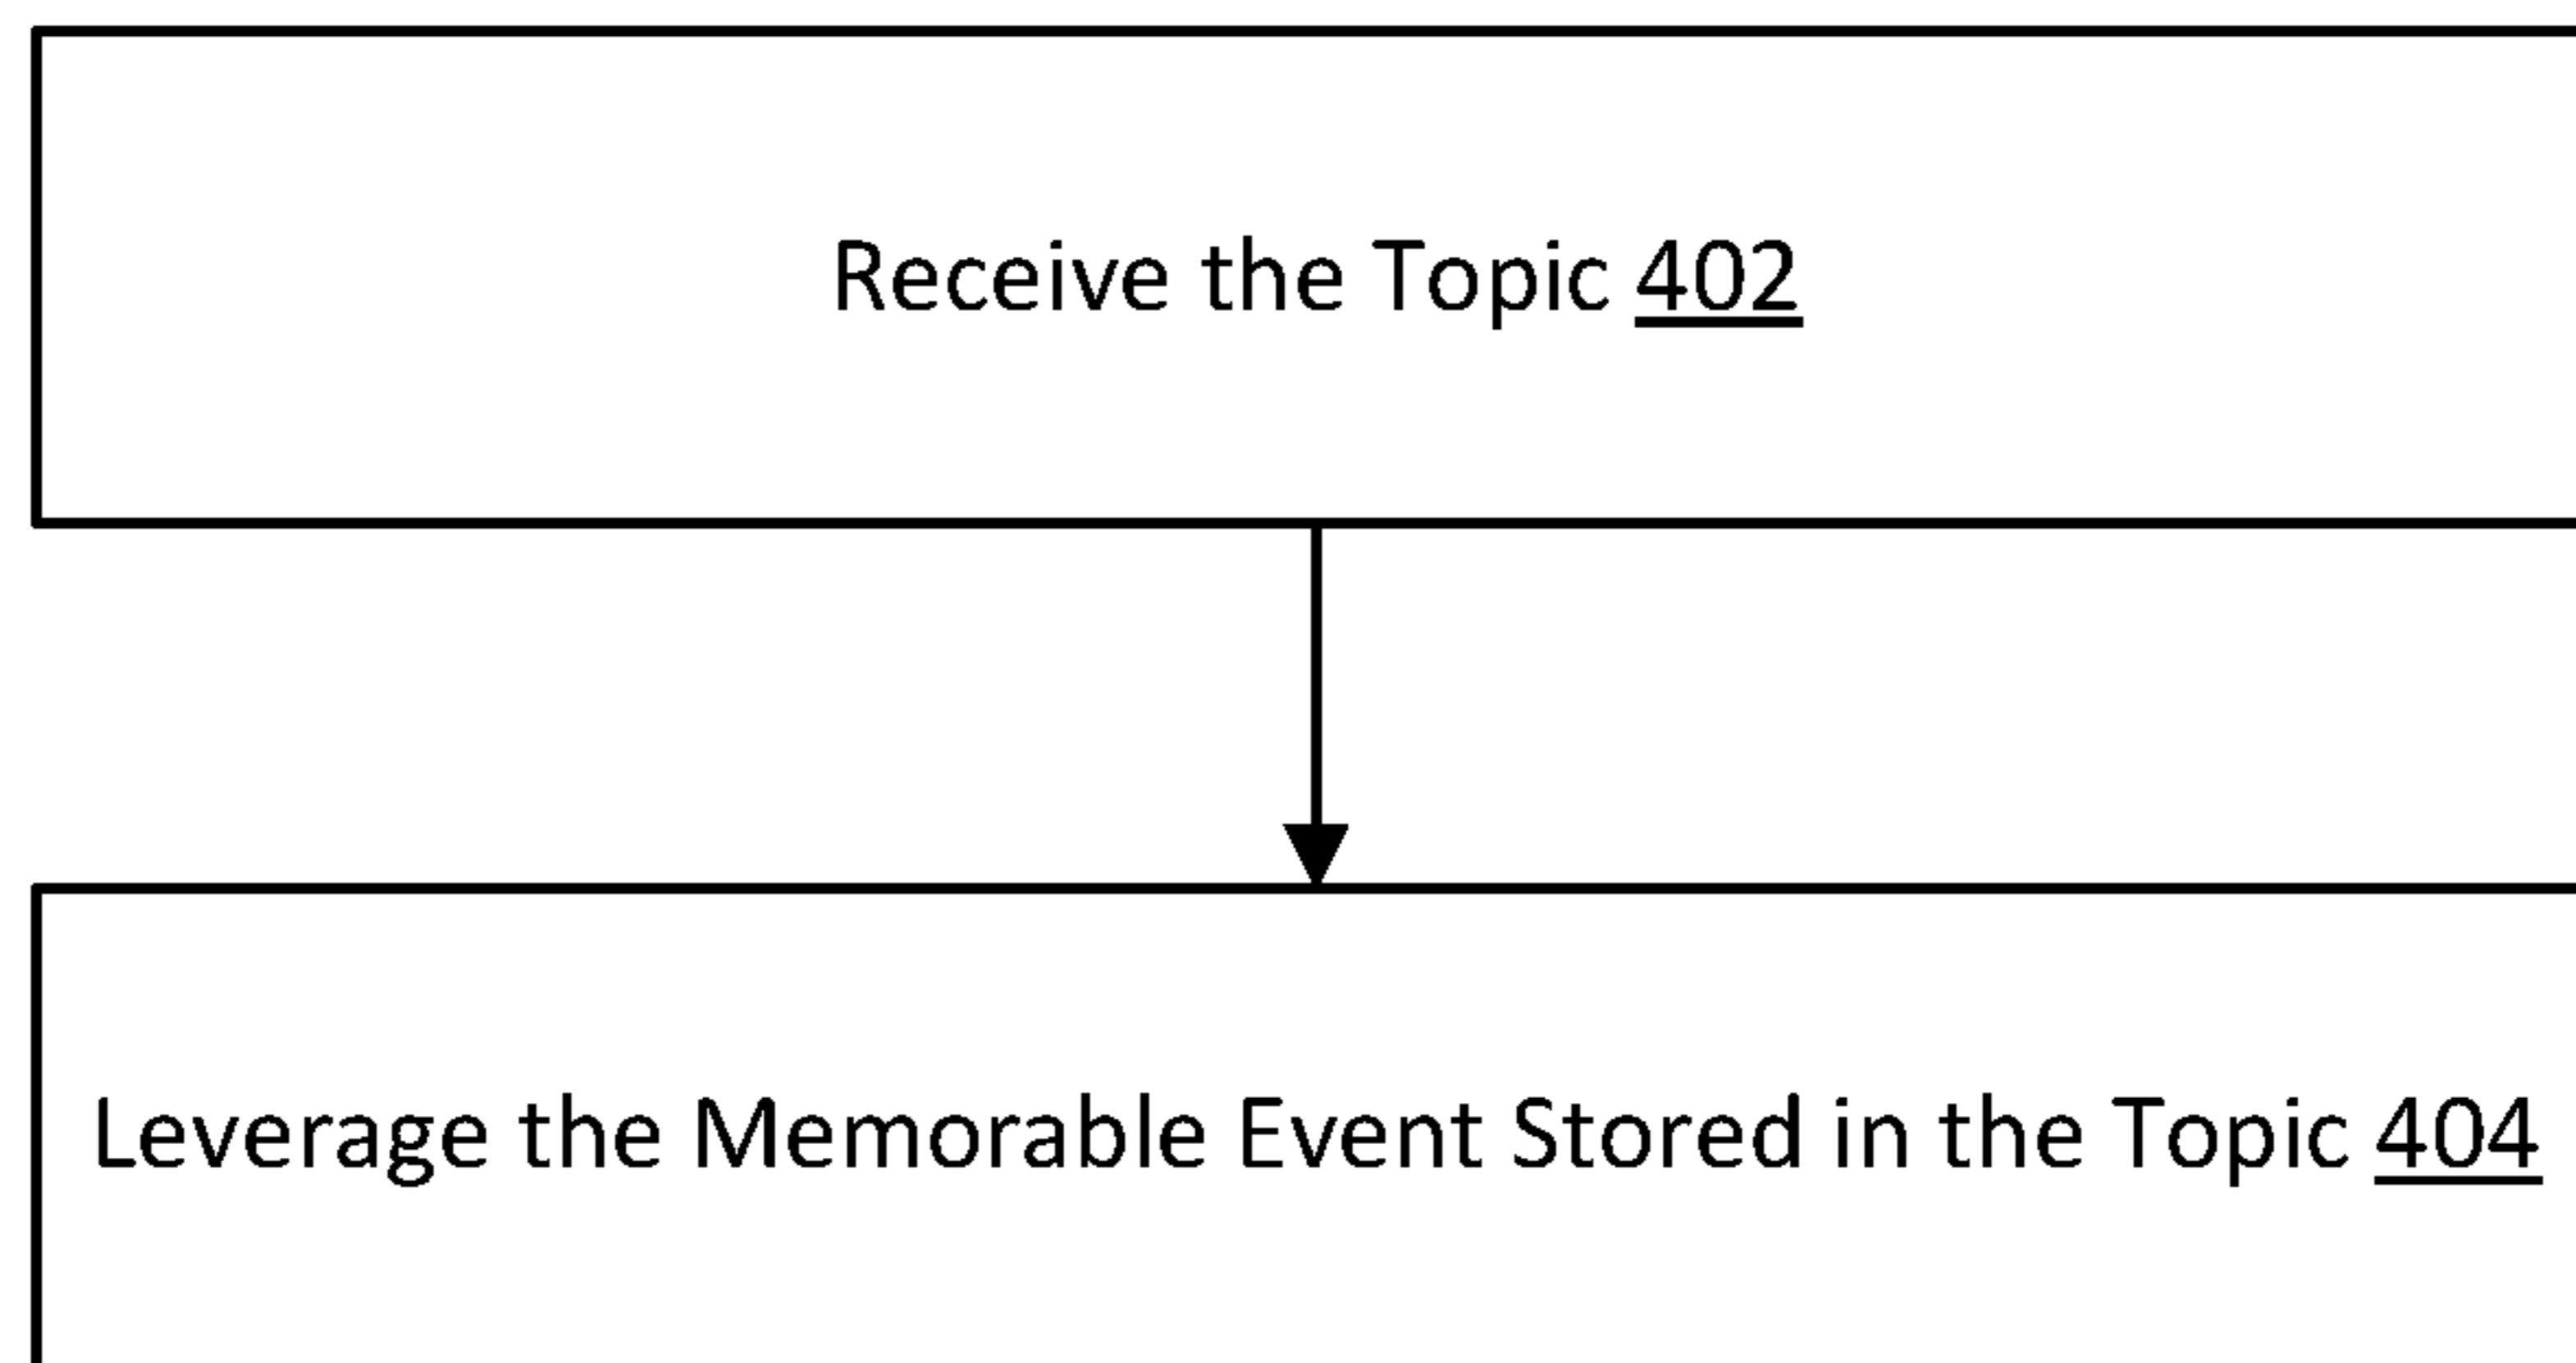 Receive the Topic 402
Leverage the Memorable Event Stored in the Topic 404